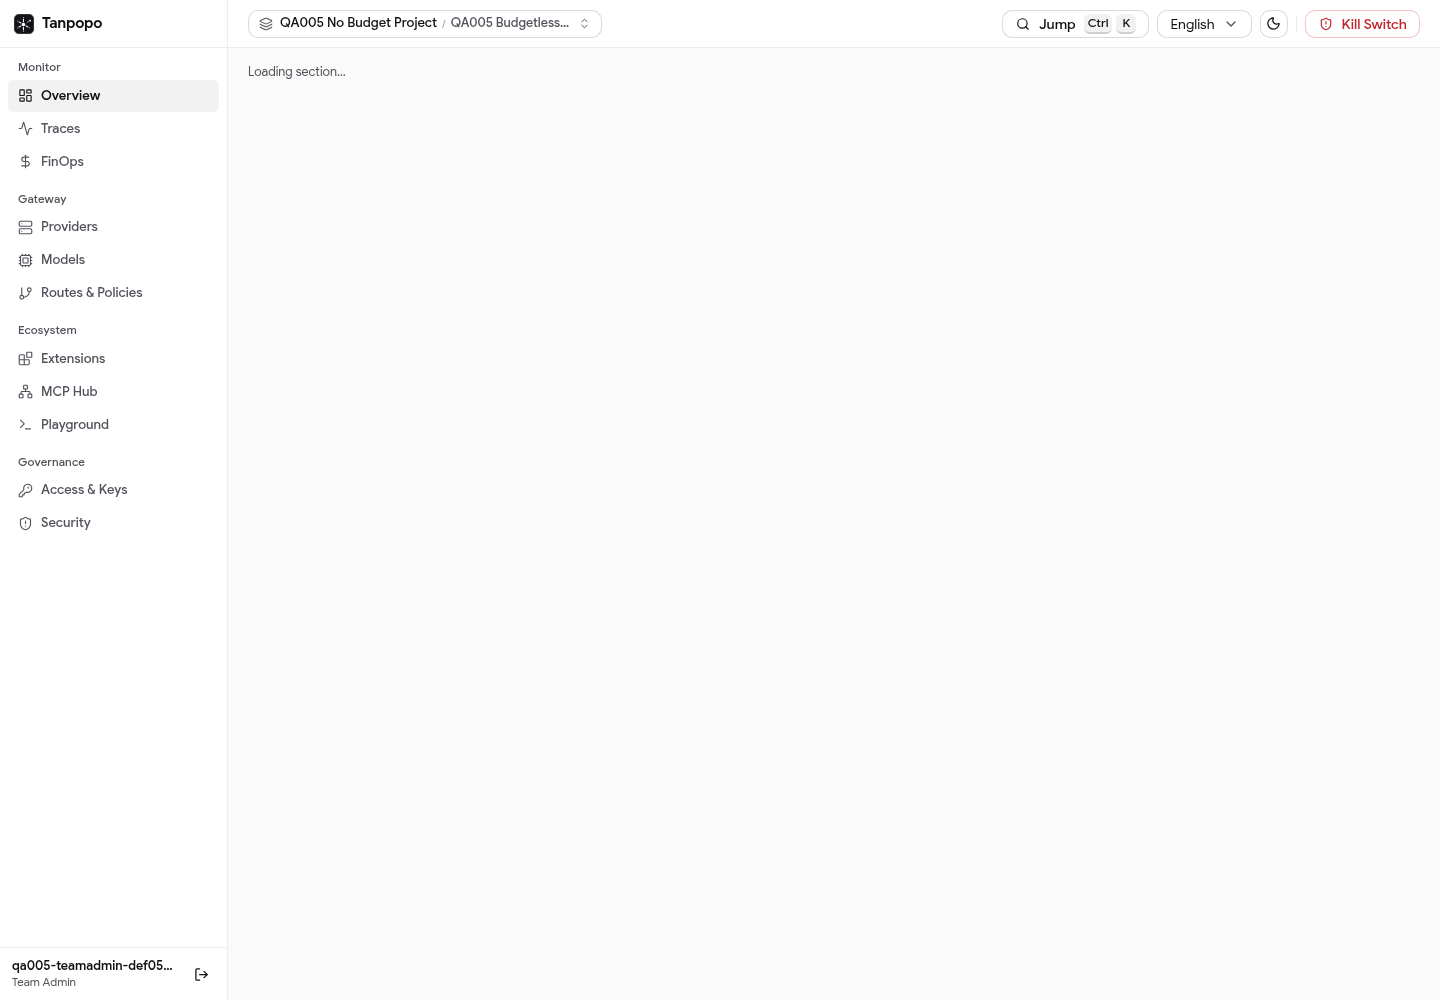 Tanpopo
QA005 No Budget Project / QA005 Budgetless...
Jump Ctrl K
English
Kill Switch
Monitor
Overview
Traces
FinOps
Gateway
Providers
Models
Routes & Policies
Ecosystem
Extensions
MCP Hub
Playground
Governance
Access & Keys
Security
Loading section...
qa005-teamadmin-def05...
Team Admin